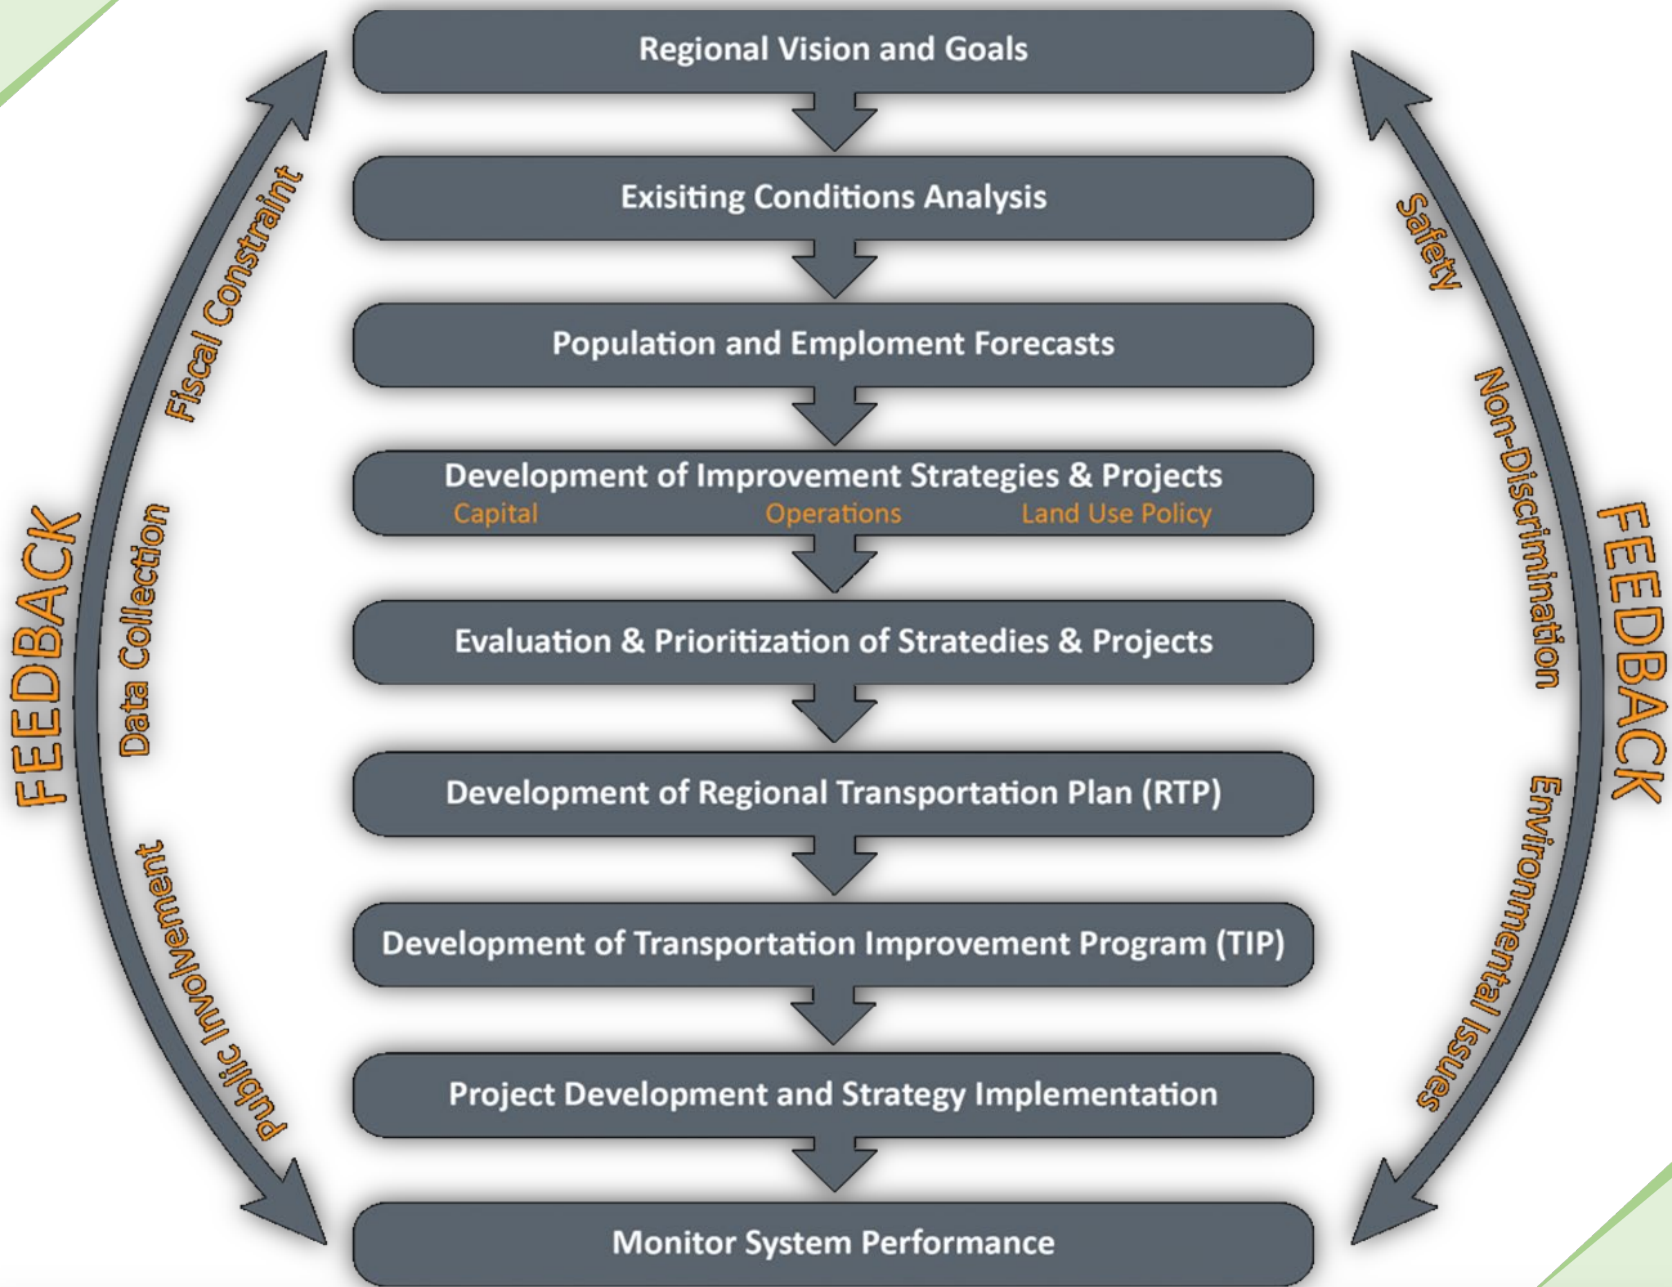 Regional Vision and Goals
Exisiting Conditions Analysis
Population and Emploment Forecasts
Development of Improvement Strategies & Projects
Capital Operations Land Use Policy
Evaluation & Prioritization of Stratedies & Projects
Development of Regional Transportation Plan (RTP)
Development of Transportation Improvement Program (TIP)
Project Development and Strategy Implementation
Monitor System Performance
FEEDBACK
Fiscal Constraint
Data Collection
Public Involvement
Safety
Non-Discrimination
Environmental Issues
FEEDBACK